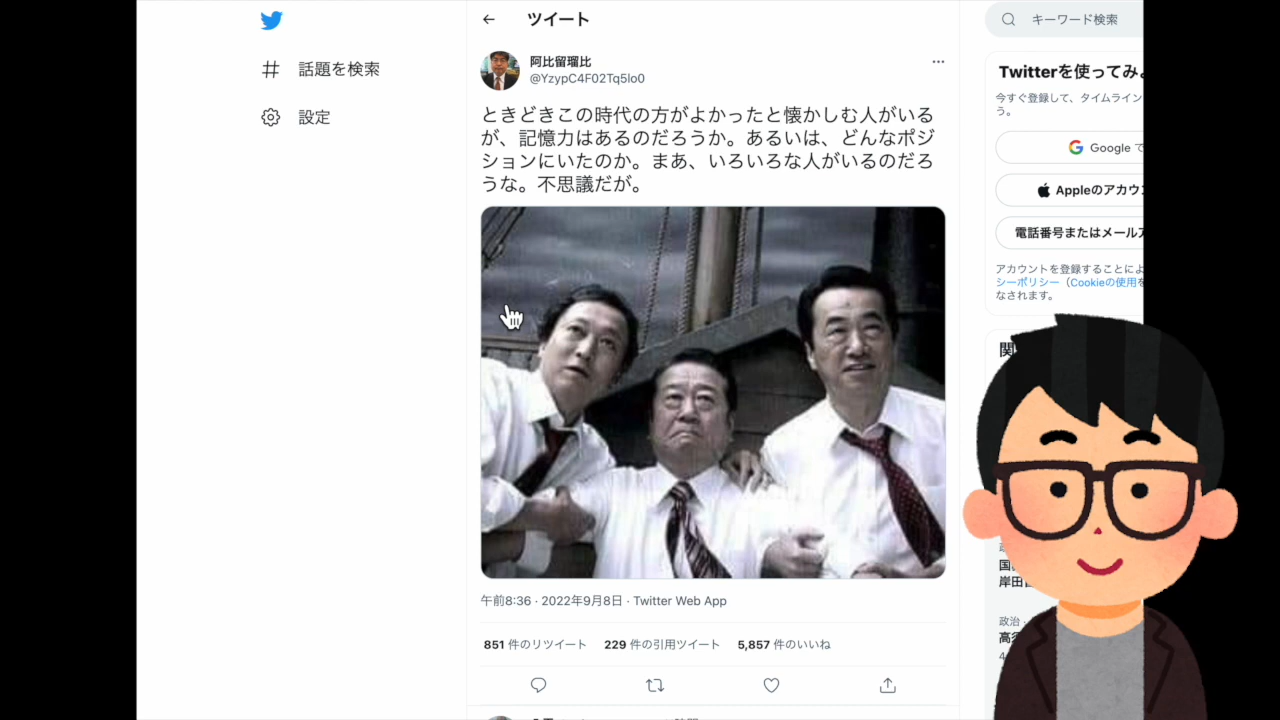 ツイート
キーワード検索
話題を検索
設定
阿比留瑠比
@YzypC4F02Tq5lo0
ときどきこの時代の方がよかったと懐かしむ人がいる
が、記憶力はあるのだろうか。あるいは、どんなポジ
ションにいたのか。まあ、いろいろな人がいるのだろ
うな。不思議だが。
午前8:36 · 2022年9月8日 · Twitter Web App
851 件のリツイート 229 件の引用ツイート 5,857 件のいいね
Twitterを使ってみ
今すぐ登録して、タイムライン
う。
Google で
Appleのアカウ
電話番号またはメール
アカウントを登録することによ
シーポリシー（Cookieの使用を
なされます。
関
国
岸田
政治 ·
高須